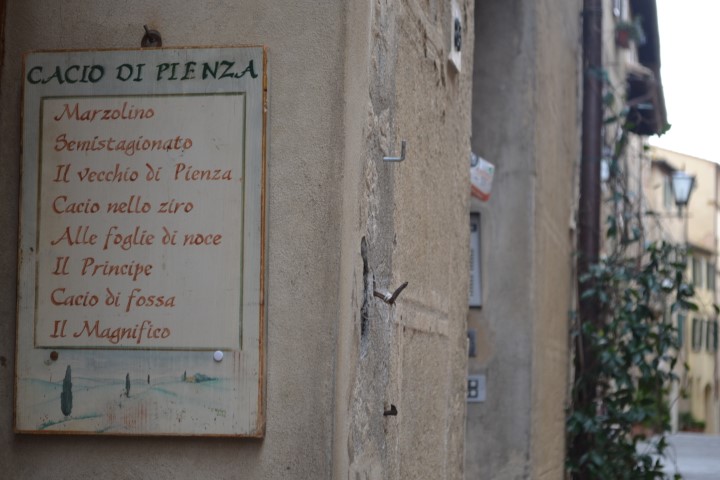 CACIO DI PIENZA
Marzolino
Semistagionato
Il vecchio di Pienza
Cacio nello ziro
Alle foglie di noce
Il Principe
Cacio di fossa
Il Magnifico